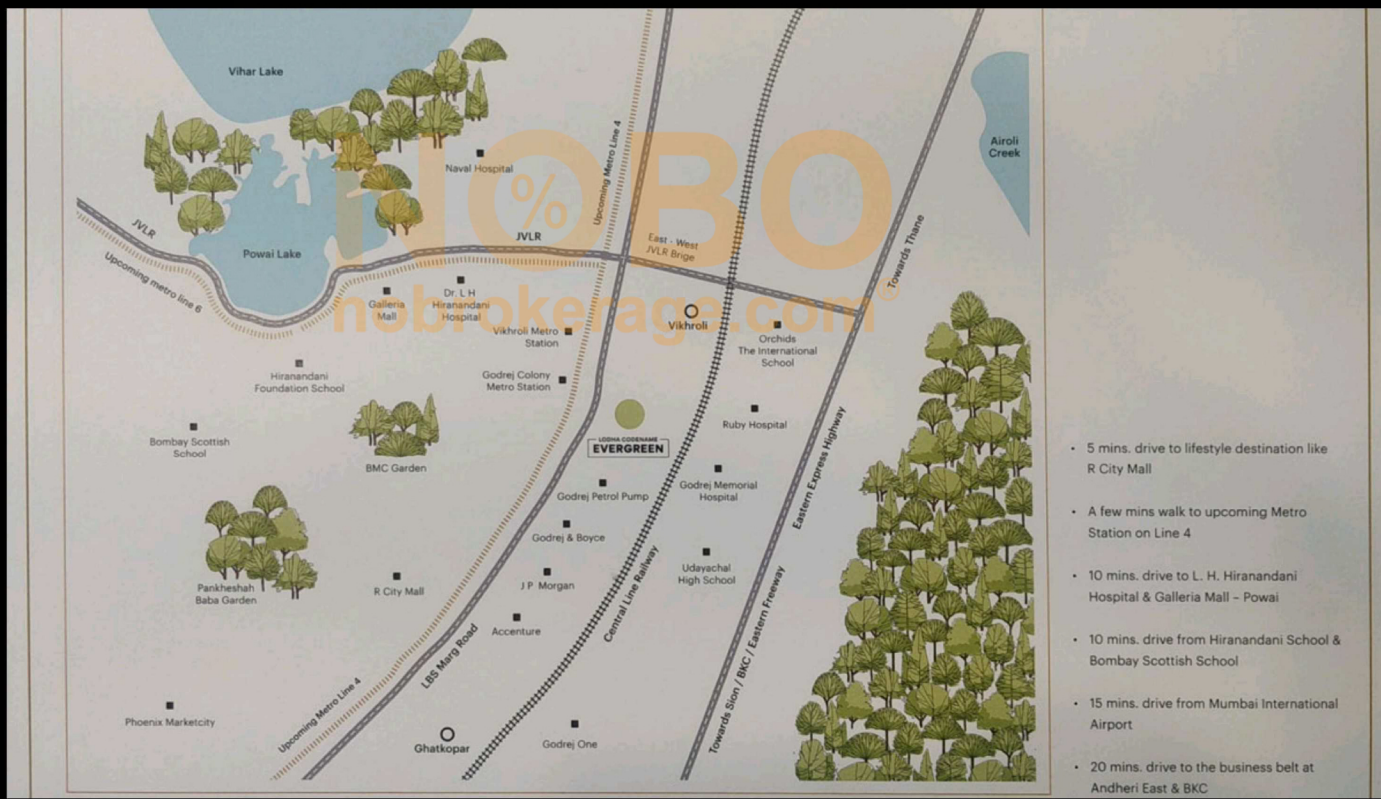 Vihar Lake
Naval Hospital
Upcoming Metro Line 4
Airoli
Creek
JVLR
Powai Lake
JVLR
East - West
JVLR Brige
Towards Thane
Upcoming metro line 6
Galleria
Mall
Dr. L H
Hiranandani
Hospital
Vikhroli
Vikhroli Metro
Station
Orchids
The International
School
Hiranandani
Foundation School
Godrej Colony
Metro Station
Bombay Scottish
School
BMC Garden
LODHA CODENAME
EVERGREEN
Ruby Hospital
Eastern Express Highway
Godrej Petrol Pump
Godrej Memorial
Hospital
Godrej & Boyce
Pankheshah
Baba Garden
R City Mall
J P Morgan
Udayachal
High School
Central Line Railway
Accenture
LBS Marg Road
Towards Sion / BKC / Eastern Freeway
Upcoming Metro Line 4
Phoenix Marketcity
Ghatkopar
Godrej One
NOBO
%
nobrokerage.com®
• 5 mins. drive to lifestyle destination like
R City Mall
• A few mins walk to upcoming Metro
Station on Line 4
• 10 mins. drive to L. H. Hiranandani
Hospital & Galleria Mall – Powai
• 10 mins. drive from Hiranandani School &
Bombay Scottish School
• 15 mins. drive from Mumbai International
Airport
• 20 mins. drive to the business belt at
Andheri East & BKC